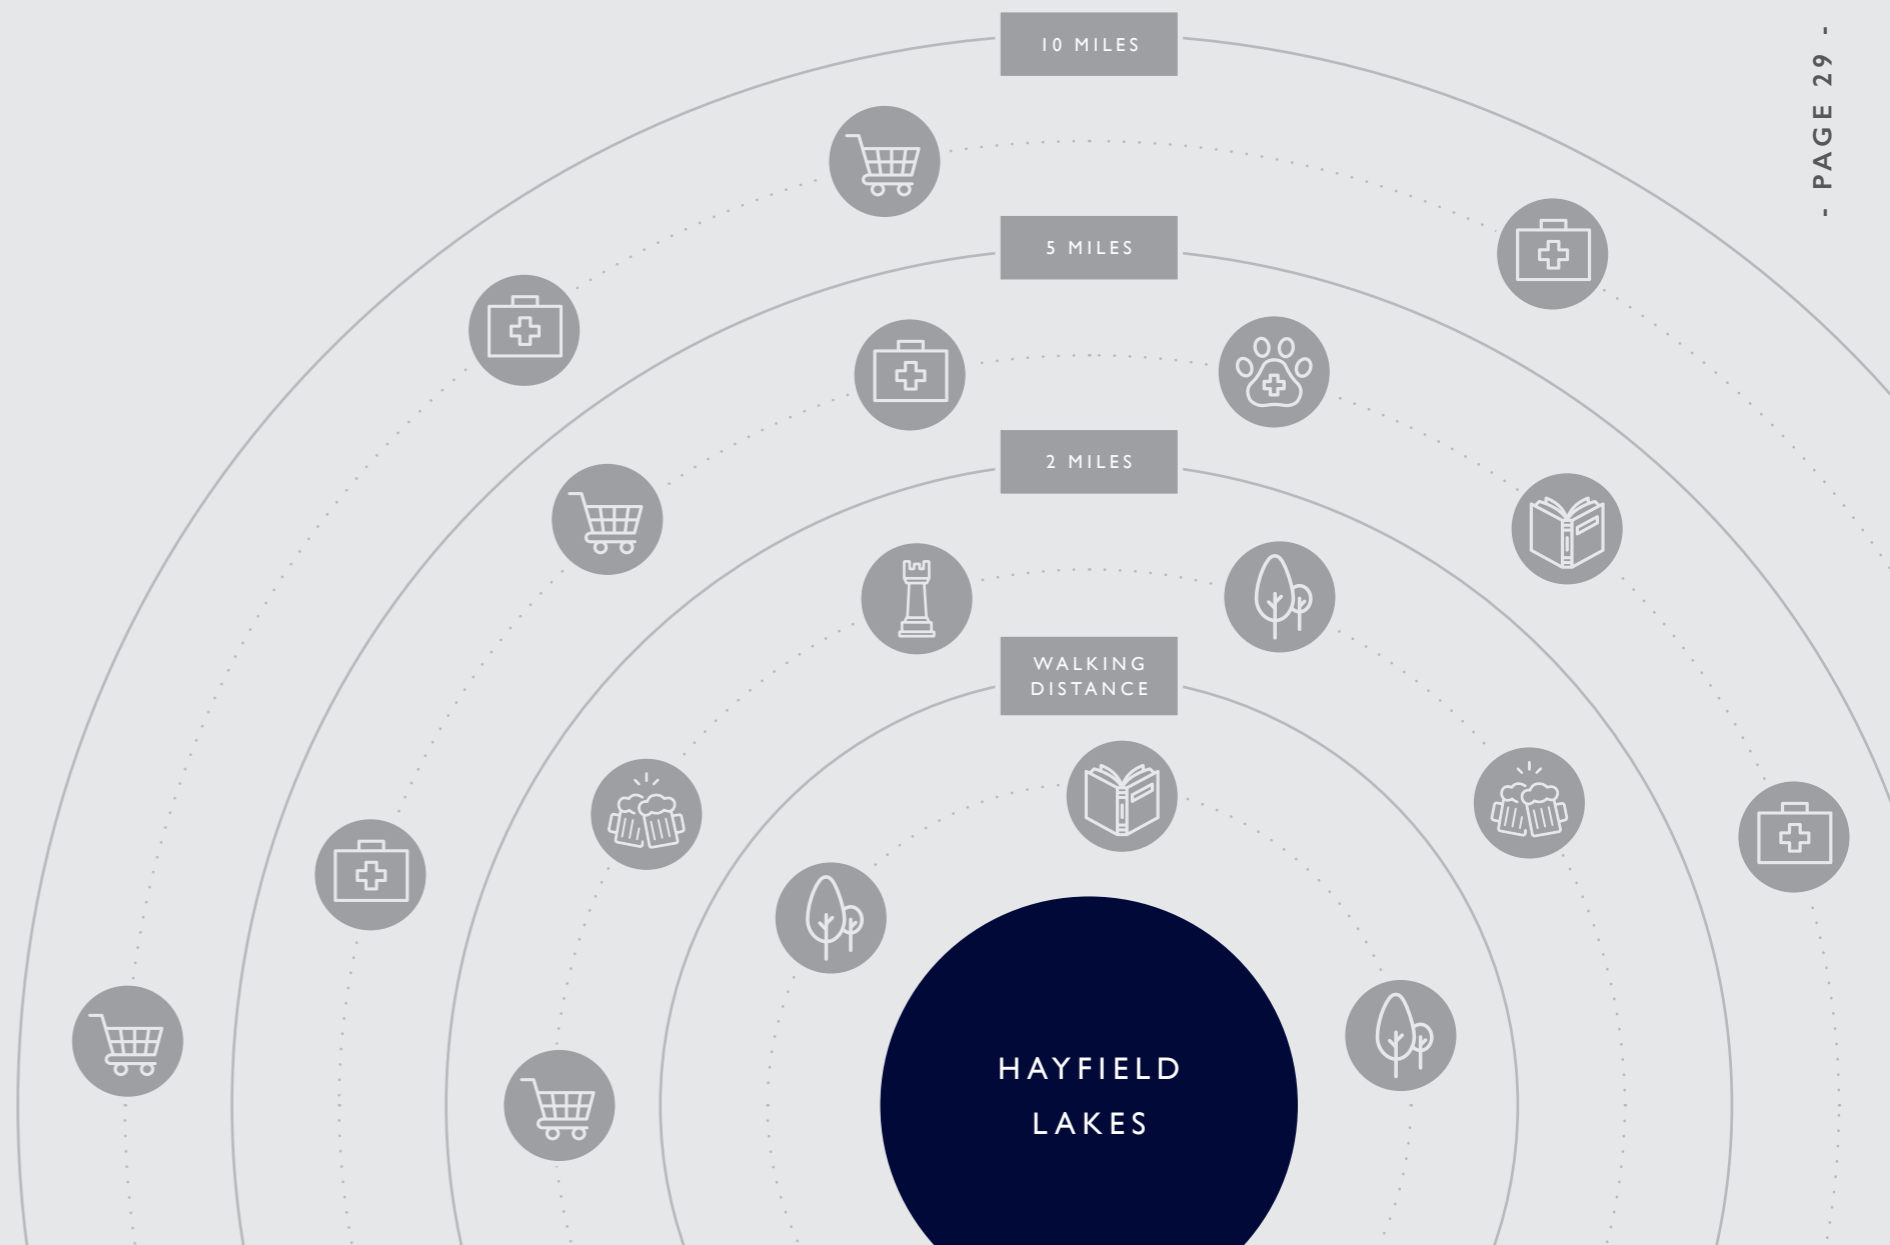 10 MILES
- PAGE 29 -
5 MILES
2 MILES
WALKING
DISTANCE
HAYFIELD
LAKES